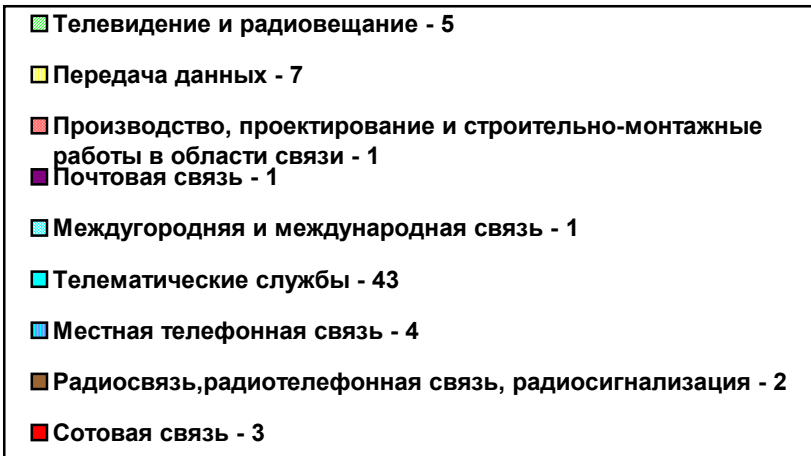 Телевидение и радиовещание - 5
Передача данных - 7
Производство, проектирование и строительно-монтажные
работы в области связи - 1
Почтовая связь - 1
Междугородняя и международная связь - 1
Телематические службы - 43
Местная телефонная связь - 4
Радиосвязь,радиотелефонная связь, радиосигнализация - 2
Сотовая связь - 3